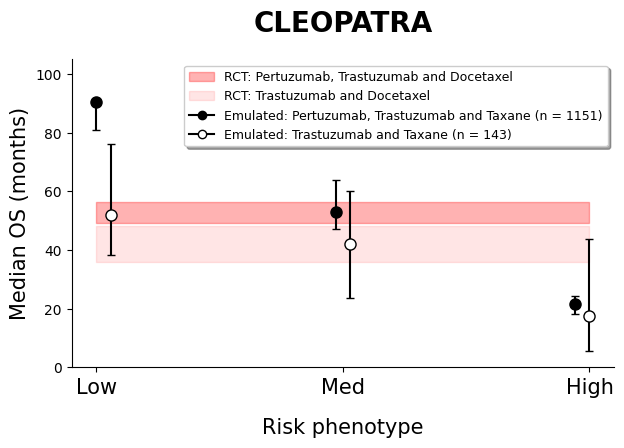 CLEOPATRA
100
80
60
40
20
0
Median OS (months)
RCT: Pertuzumab, Trastuzumab and Docetaxel
RCT: Trastuzumab and Docetaxel
Emulated: Pertuzumab, Trastuzumab and Taxane (n = 1151)
Emulated: Trastuzumab and Taxane (n = 143)
Low Med High
Risk phenotype